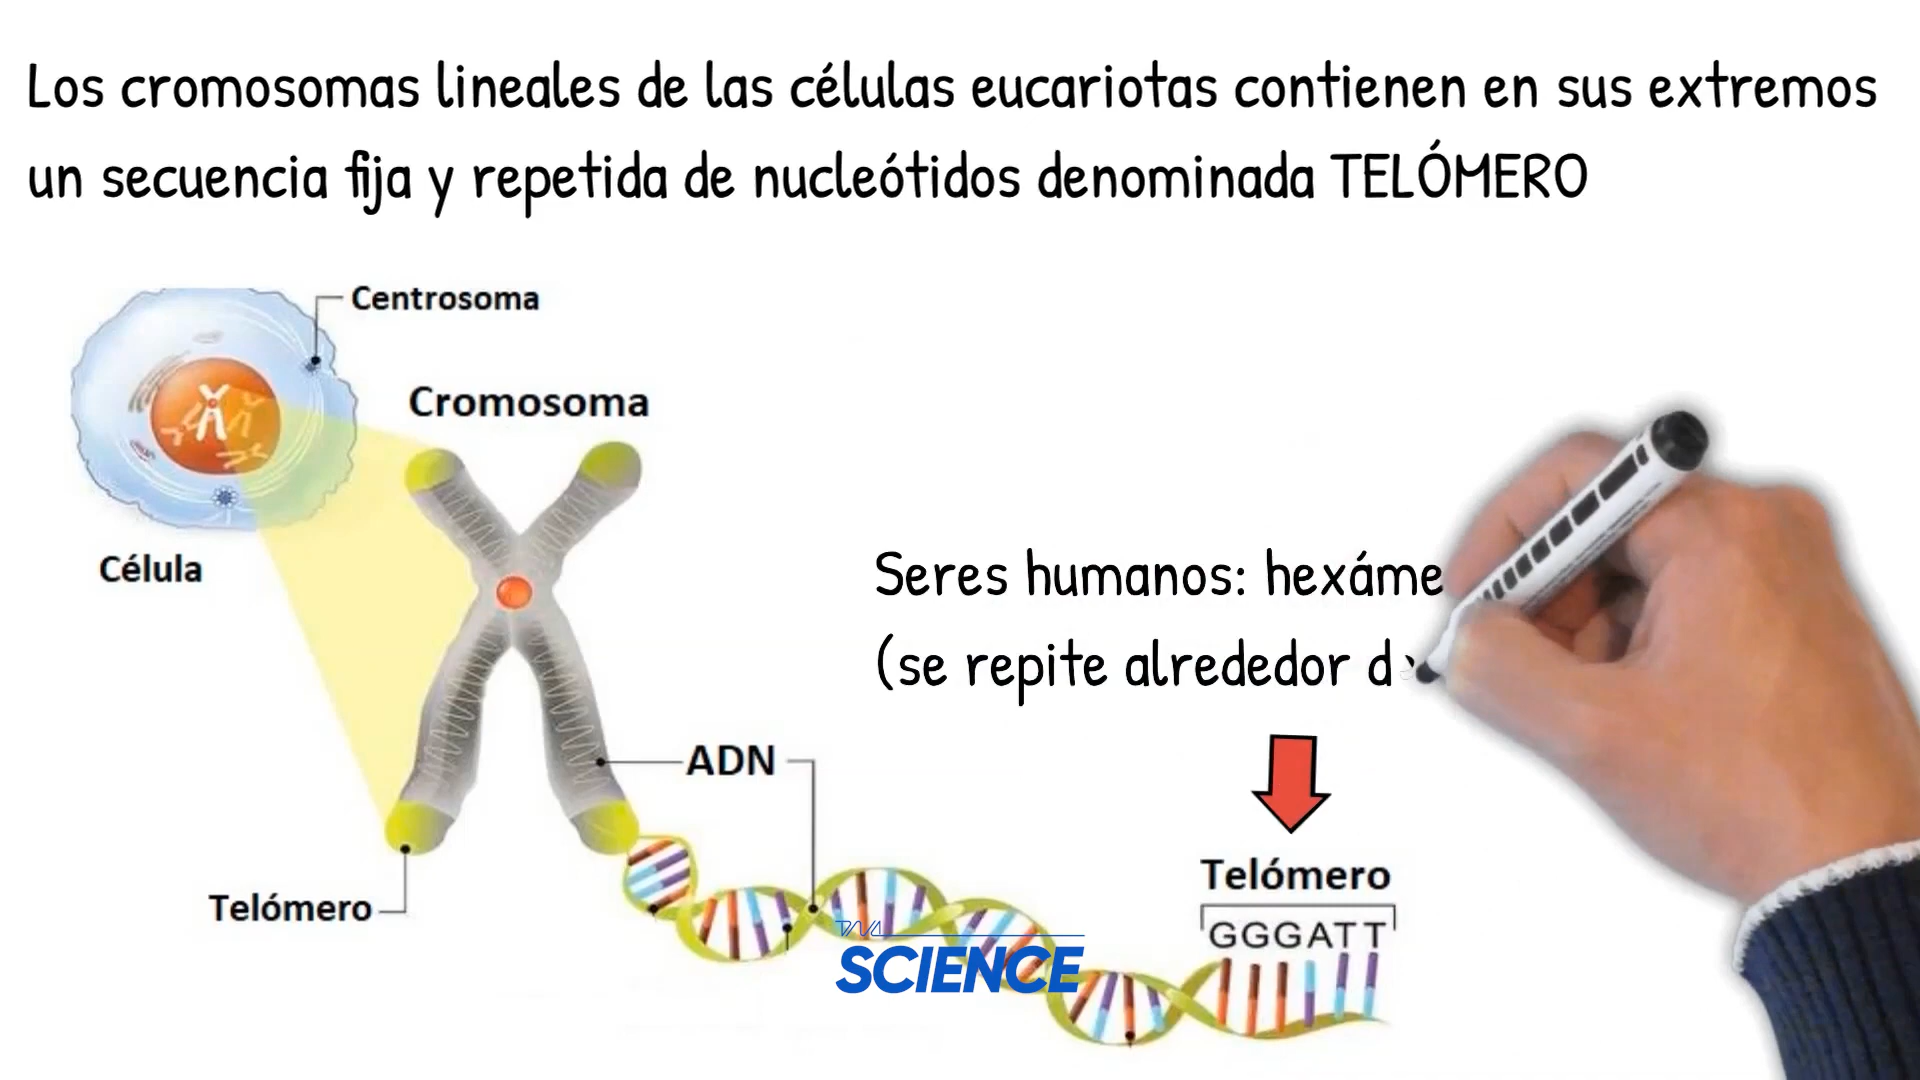 Los cromosomas lineales de las células eucariotas contienen en sus extremos
un secuencia fija y repetida de nucleótidos denominada TELÓMERO
Centrosoma
Cromosoma
Célula
Seres humanos: hexáme
(se repite alrededor d
ADN
Telómero
Telómero
GGGATT
DNA
SCIENCE